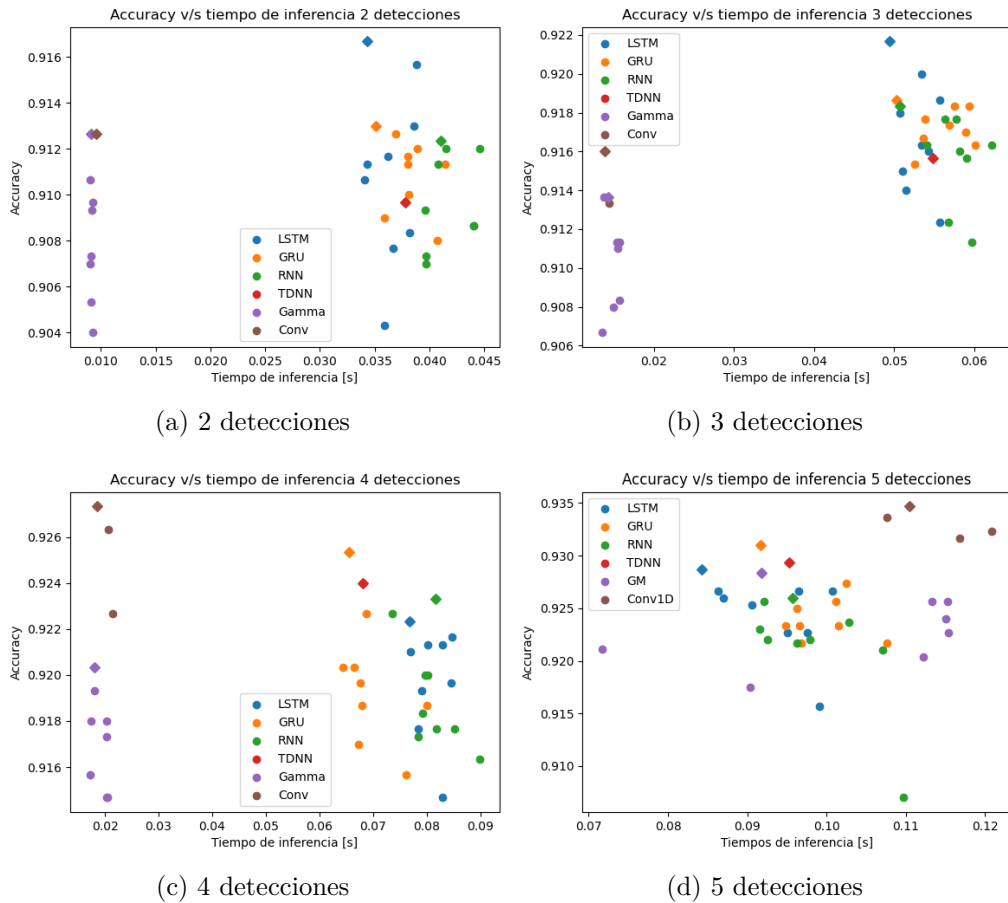 Accuracy v/s tiempo de inferencia 2 detecciones
Accuracy
0.916
0.914
0.912
0.910
0.908
0.906
0.904
LSTM
GRU
RNN
TDNN
Gamma
Conv
0.010 0.015 0.020 0.025 0.030 0.035 0.040 0.045
Tiempo de inferencia [s]
(a) 2 detecciones
Accuracy v/s tiempo de inferencia 3 detecciones
Accuracy
0.922
0.920
0.918
0.916
0.914
0.912
0.910
0.908
0.906
LSTM
GRU
RNN
TDNN
Gamma
Conv
0.02 0.03 0.04 0.05 0.06
Tiempo de inferencia [s]
(b) 3 detecciones
Accuracy v/s tiempo de inferencia 4 detecciones
Accuracy
0.926
0.924
0.922
0.920
0.918
0.916
LSTM
GRU
RNN
TDNN
Gamma
Conv
0.02 0.03 0.04 0.05 0.06 0.07 0.08 0.09
Tiempo de inferencia [s]
(c) 4 detecciones
Accuracy v/s tiempo de inferencia 5 detecciones
Accuracy
0.935
0.930
0.925
0.920
0.915
0.910
LSTM
GRU
RNN
TDNN
GM
Conv1D
0.07 0.08 0.09 0.10 0.11 0.12
Tiempos de inferencia [s]
(d) 5 detecciones